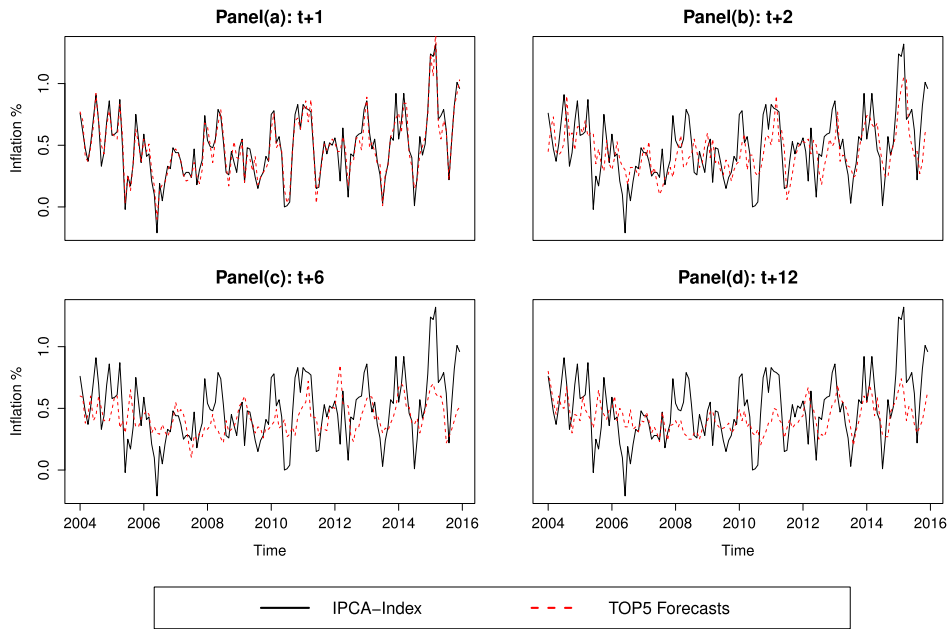 Panel(a): t+1
Panel(b): t+2
Inflation %
0.0
0.5
1.0
Panel(c): t+6
Panel(d): t+12
Inflation %
0.0
0.5
1.0
2004 2006 2008 2010 2012 2014 2016
Time
2004 2006 2008 2010 2012 2014 2016
Time
IPCA−Index
TOP5 Forecasts